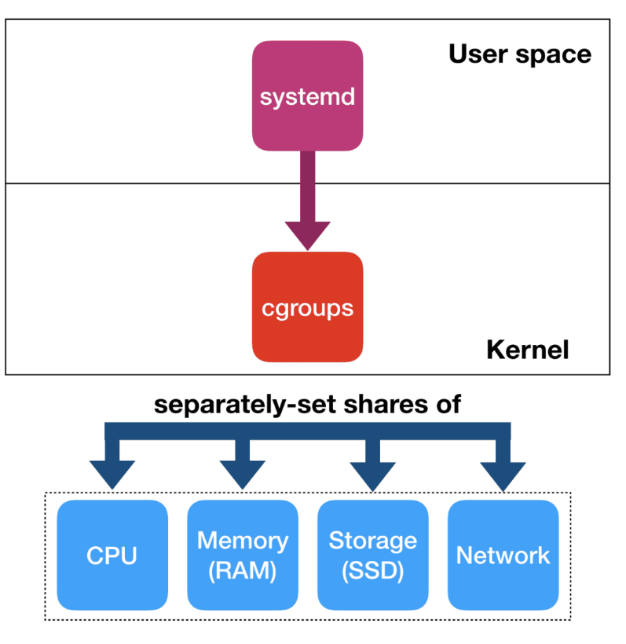 User space
systemd
cgroups
Kernel
separately-set shares of
CPU
Memory
(RAM)
Storage
(SSD)
Network